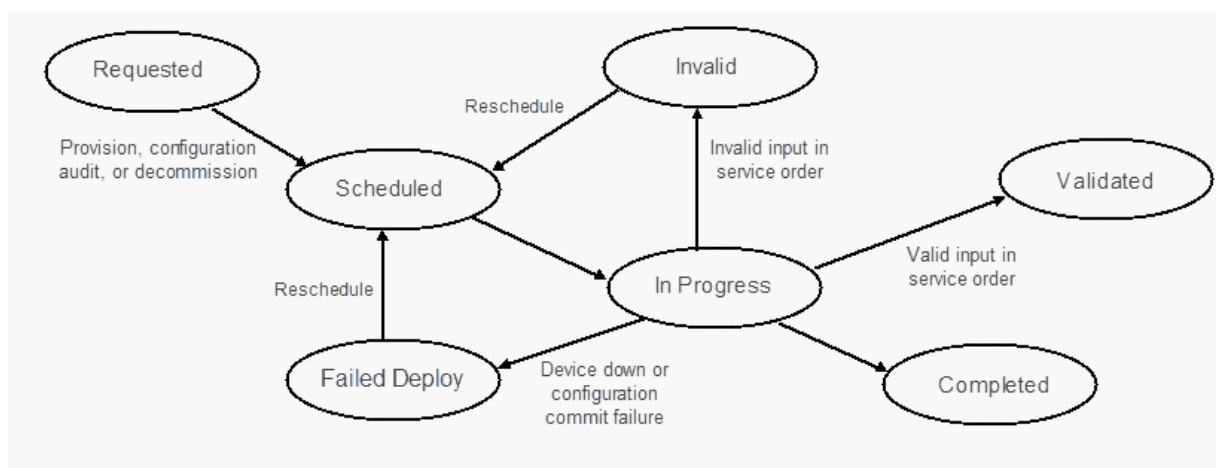 Requested
Invalid
Reschedule
Provision, configuration
audit, or decommission
Invalid input in
service order
Scheduled
Validated
Valid input in
service order
In Progress
Reschedule
Failed Deploy
Device down or
configuration
commit failure
Completed